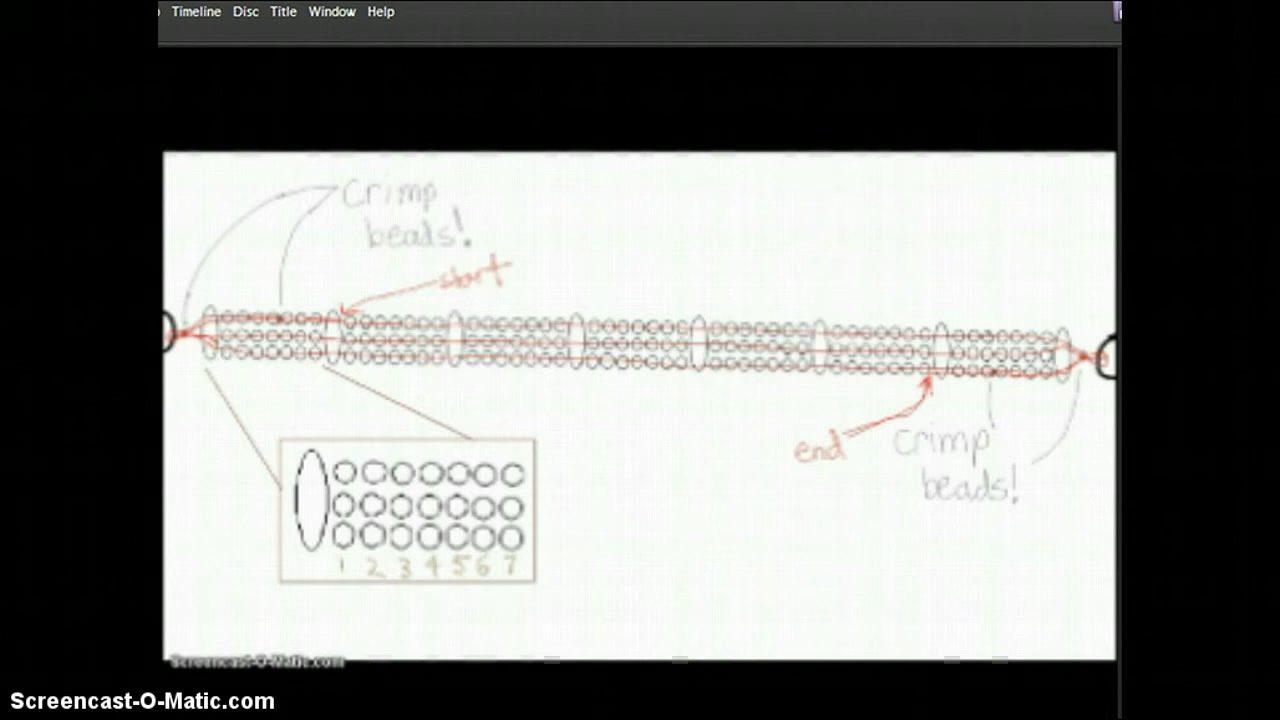 Timeline Disc Title Window Help
Crimp
beads!
start
end
Crimp
beads!
1 2 3 4 5 6 7
Screencast-O-Matic.com
Screencast-O-Matic.com